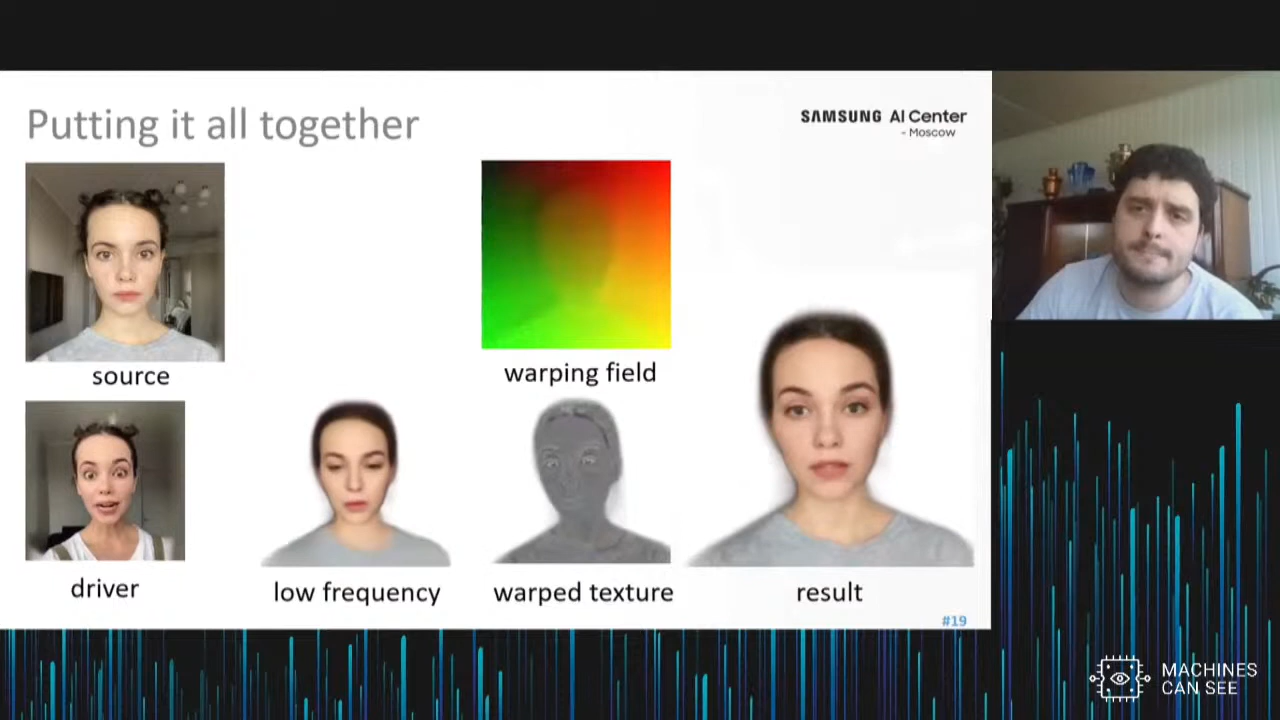 Putting it all together
SAMSUNG AI Center
- Moscow
source
warping field
driver
low frequency
warped texture
result
#19
MACHINES
CAN SEE